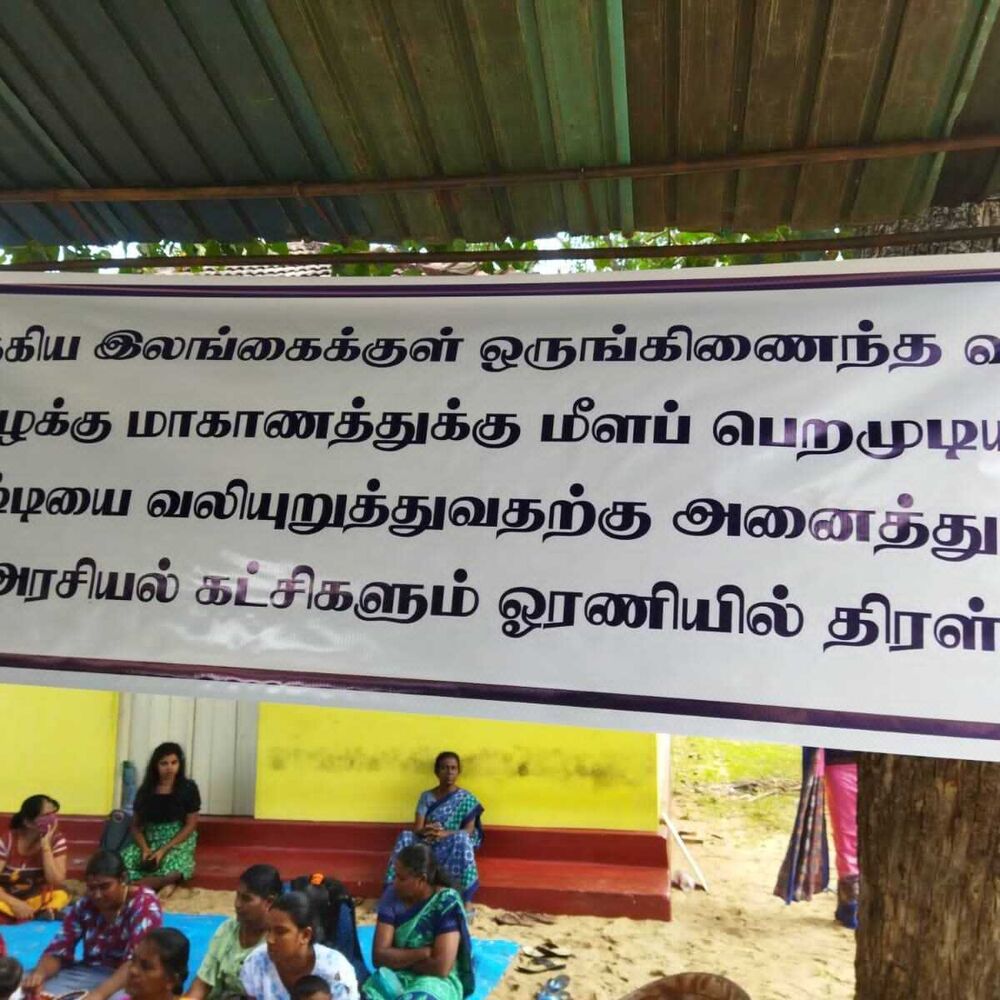 இலங்கைக்குள் ஒருங்கிணைந்த
மாகாணத்துக்கு மீளப் பெறமுடிய
வலியுறுத்துவதற்கு அனைத்து
அரசியல் கட்சிகளும் ஓரணியில் திரள்